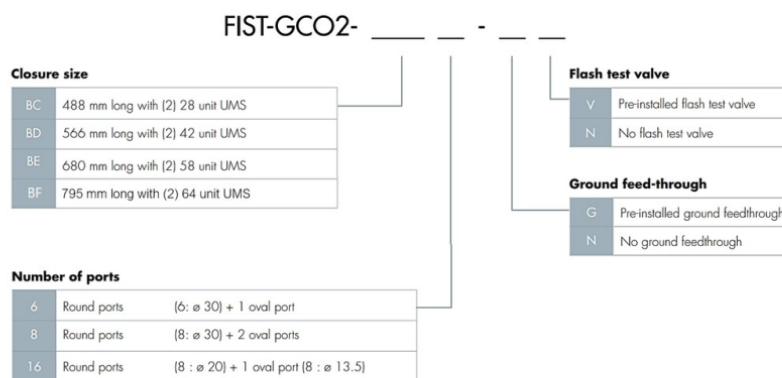 FIST-GCO2- ____ __ - __ __
Closure size
BC 488 mm long with (2) 28 unit UMS
BD 566 mm long with (2) 42 unit UMS
BE 680 mm long with (2) 58 unit UMS
BF 795 mm long with (2) 64 unit UMS
Flash test valve
V Pre-installed flash test valve
N No flash test valve
Ground feed-through
G Pre-installed ground feedthrough
N No ground feedthrough
Number of ports
6 Round ports (6: ø 30) + 1 oval port
8 Round ports (8: ø 30) + 2 oval ports
16 Round ports (8 : ø 20) + 1 oval port (8 : ø 13.5)